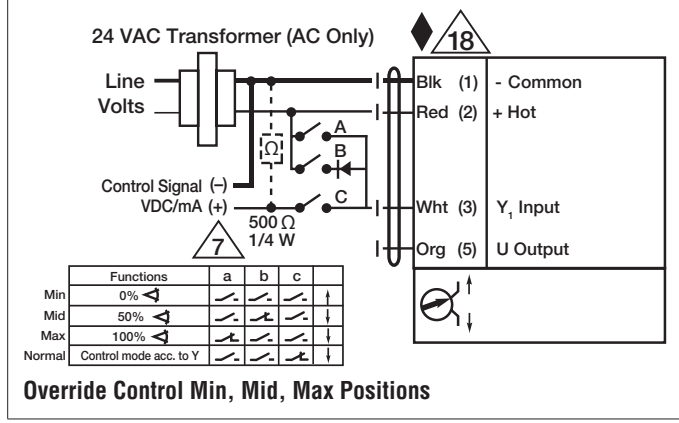 24 VAC Transformer (AC Only)
18
Line
Volts
Blk (1) - Common
Red (2) + Hot
A
Ω
B
Control Signal (–)
VDC/mA (+)
C
Wht (3) Y1 Input
500 Ω
1/4 W
7
Org (5) U Output
Functions a b c
Min 0%
Mid 50%
Max 100%
Normal Control mode acc. to Y
Override Control Min, Mid, Max Positions